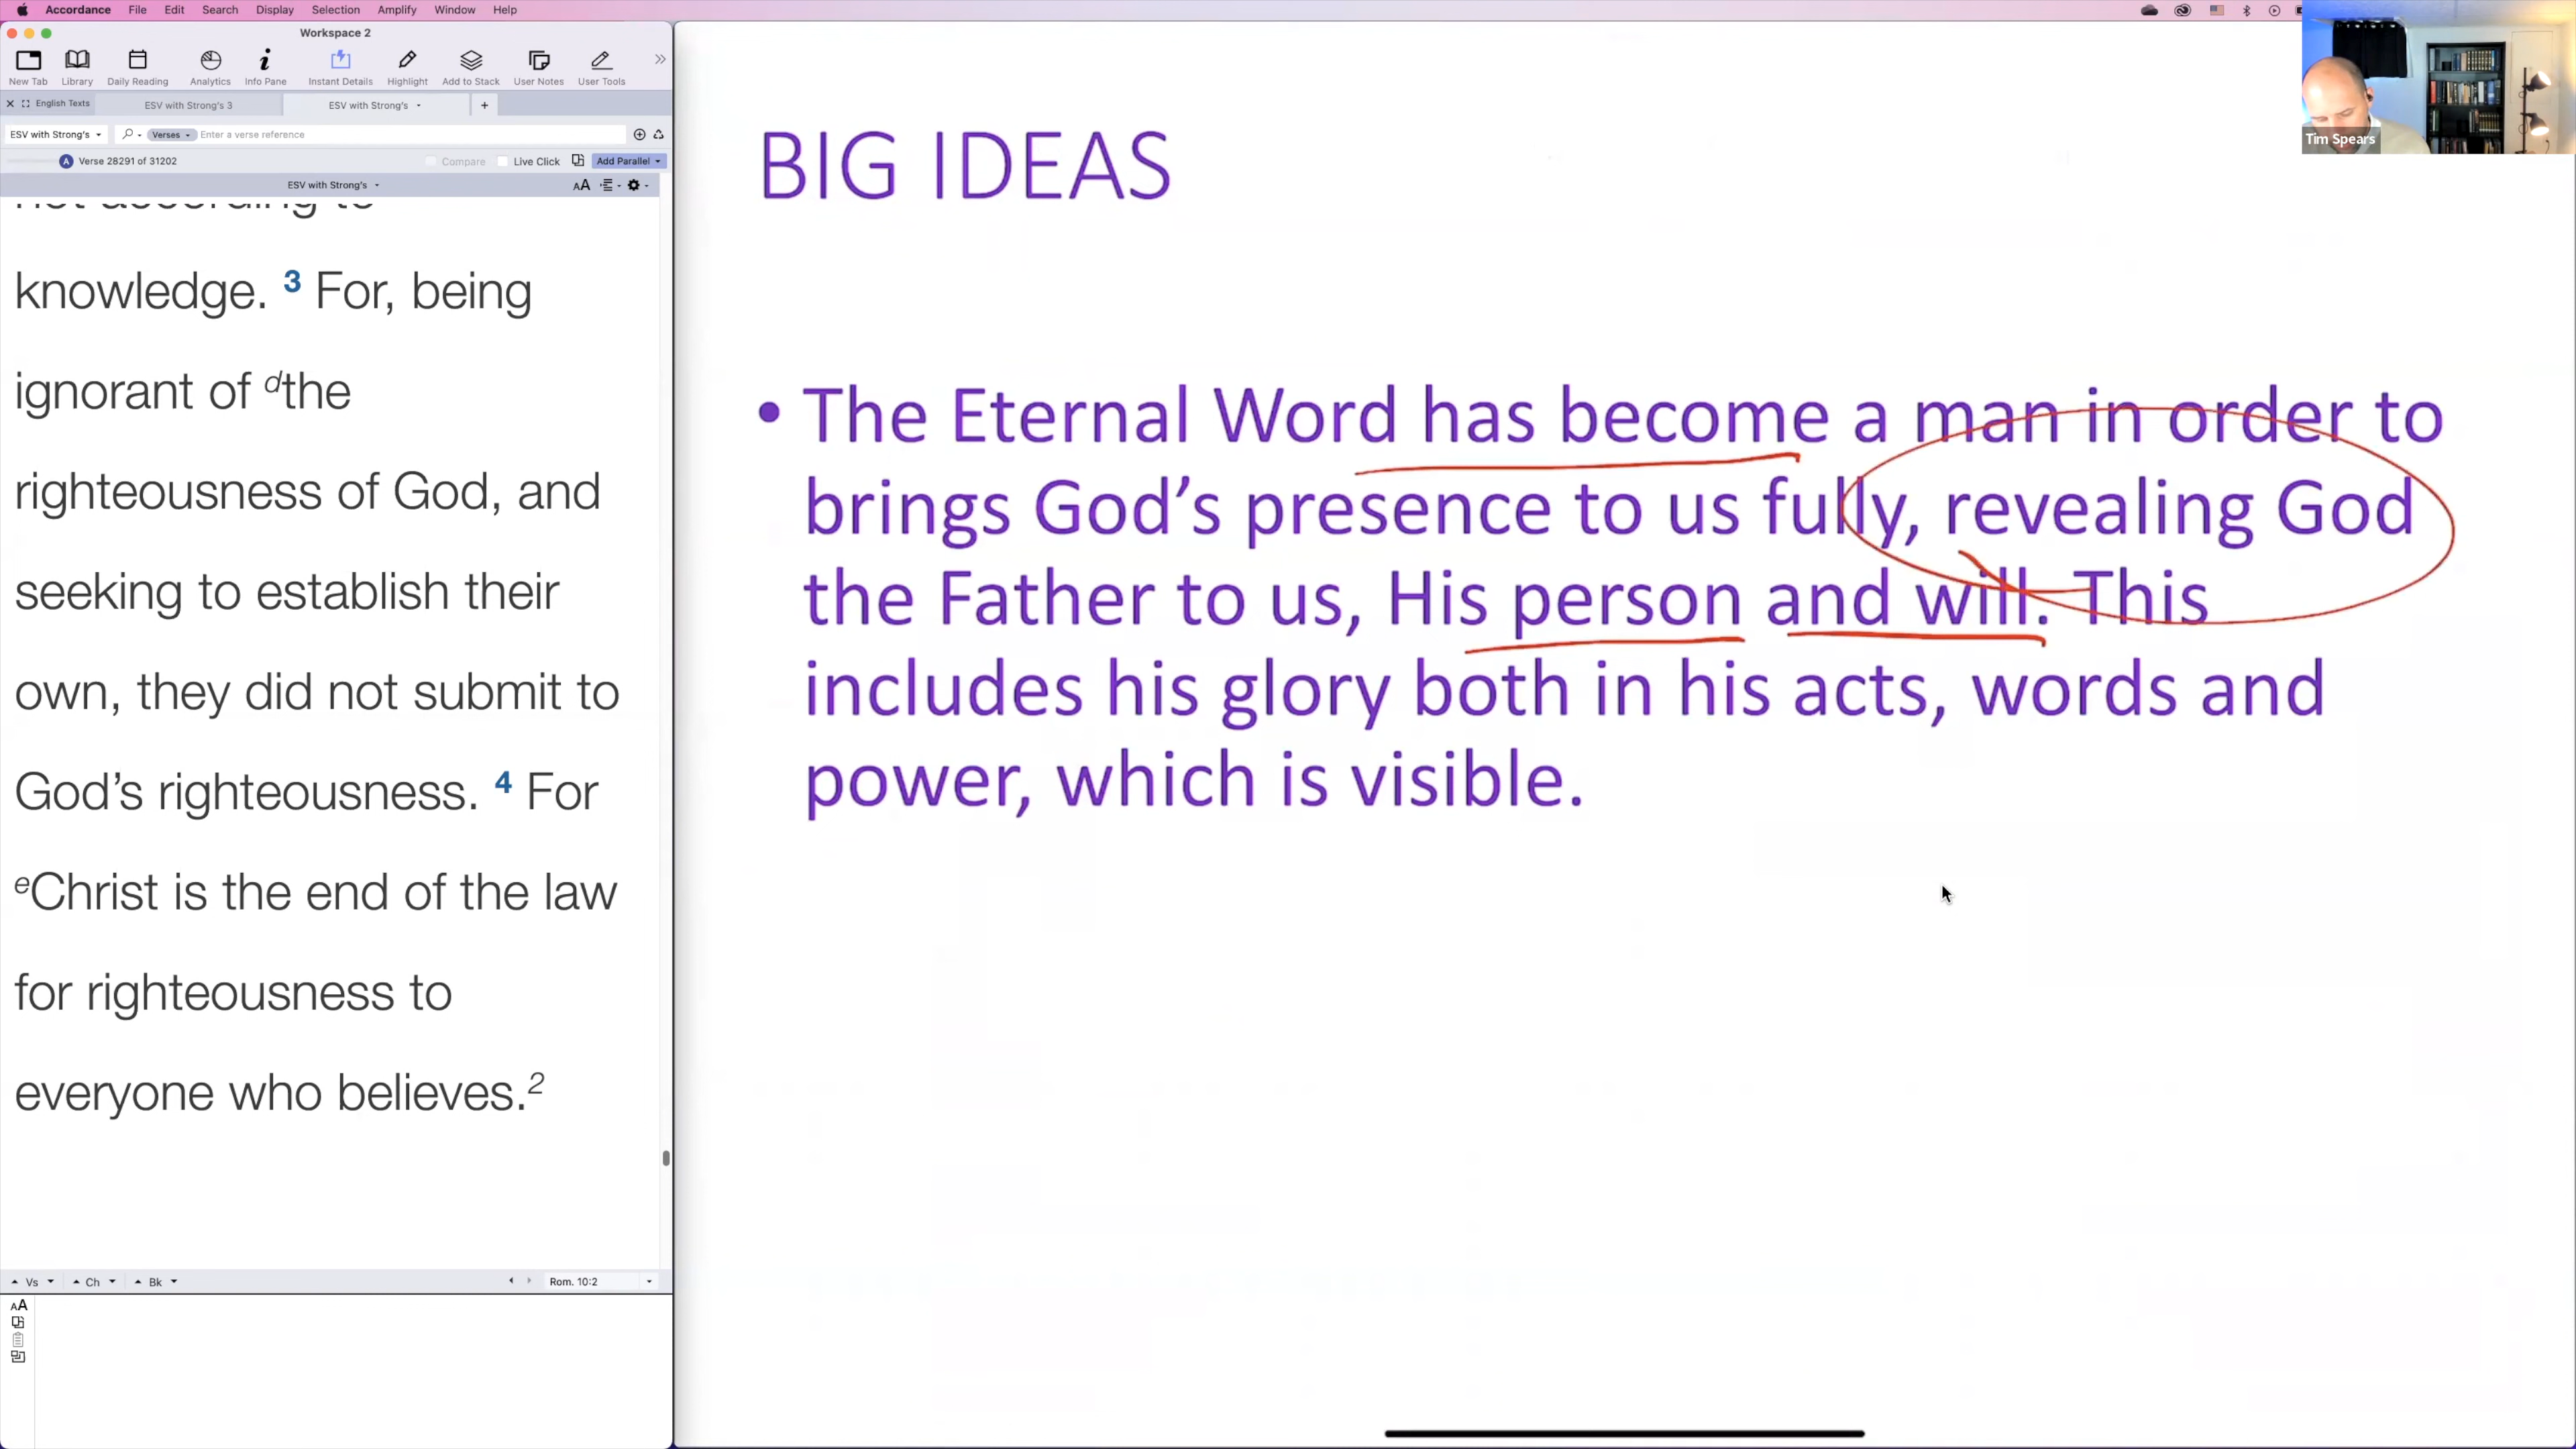 Accordance File Edit Search Display Selection Amplify Window Help
Workspace 2
New Tab Library Daily Reading Analytics Info Pane Instant Details Highlight Add to Stack User Notes User Tools
English Texts ESV with Strong's 3 ESV with Strong's
ESV with Strong's Verses Enter a verse reference
A Verse 28291 of 31202 Compare Live Click Add Parallel
ESV with Strong's AA
not according to
knowledge. 3 For, being
ignorant of dthe
righteousness of God, and
seeking to establish their
own, they did not submit to
God’s righteousness. 4 For
eChrist is the end of the law
for righteousness to
everyone who believes.2
Vs Ch Bk Rom. 10:2
AA
BIG IDEAS
• The Eternal Word has become a man in order to
brings God’s presence to us fully, revealing God
the Father to us, His person and will. This
includes his glory both in his acts, words and
power, which is visible.
Tim Spears